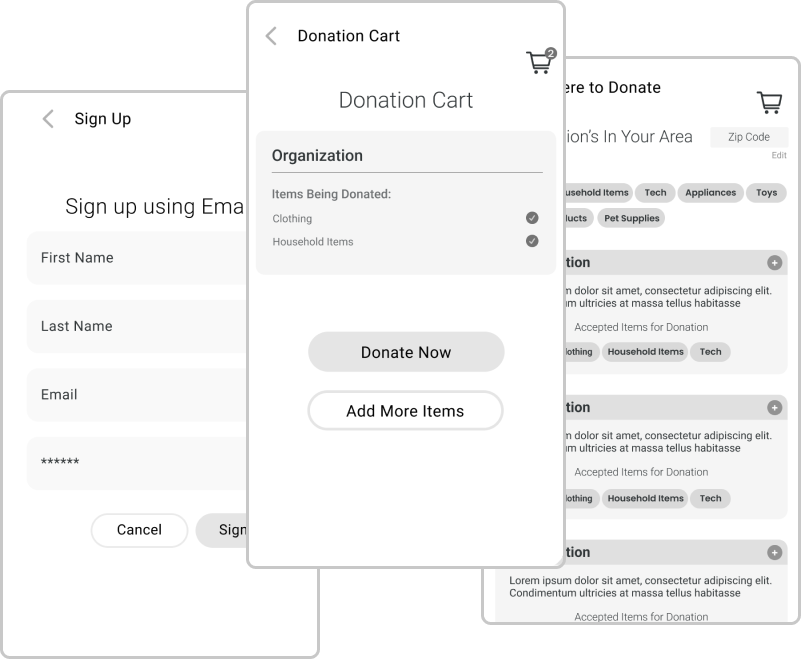 Sign Up
Sign up using Ema
First Name
Last Name
Email
******
Cancel
Sign
Donation Cart
2
Donation Cart
Organization
Items Being Donated:
Clothing
Household Items
Donate Now
Add More Items
ere to Donate
ion's In Your Area
Zip Code
Edit
usehold Items Tech Appliances Toys
lucts Pet Supplies
tion
m dolor sit amet, consectetur adipiscing elit.
m ultricies at massa tellus habitasse
Accepted Items for Donation
lothing Household Items Tech
tion
m dolor sit amet, consectetur adipiscing elit.
m ultricies at massa tellus habitasse
Accepted Items for Donation
lothing Household Items Tech
tion
Lorem ipsum dolor sit amet, consectetur adipiscing elit.
Condimentum ultricies at massa tellus habitasse
Accepted Items for Donation